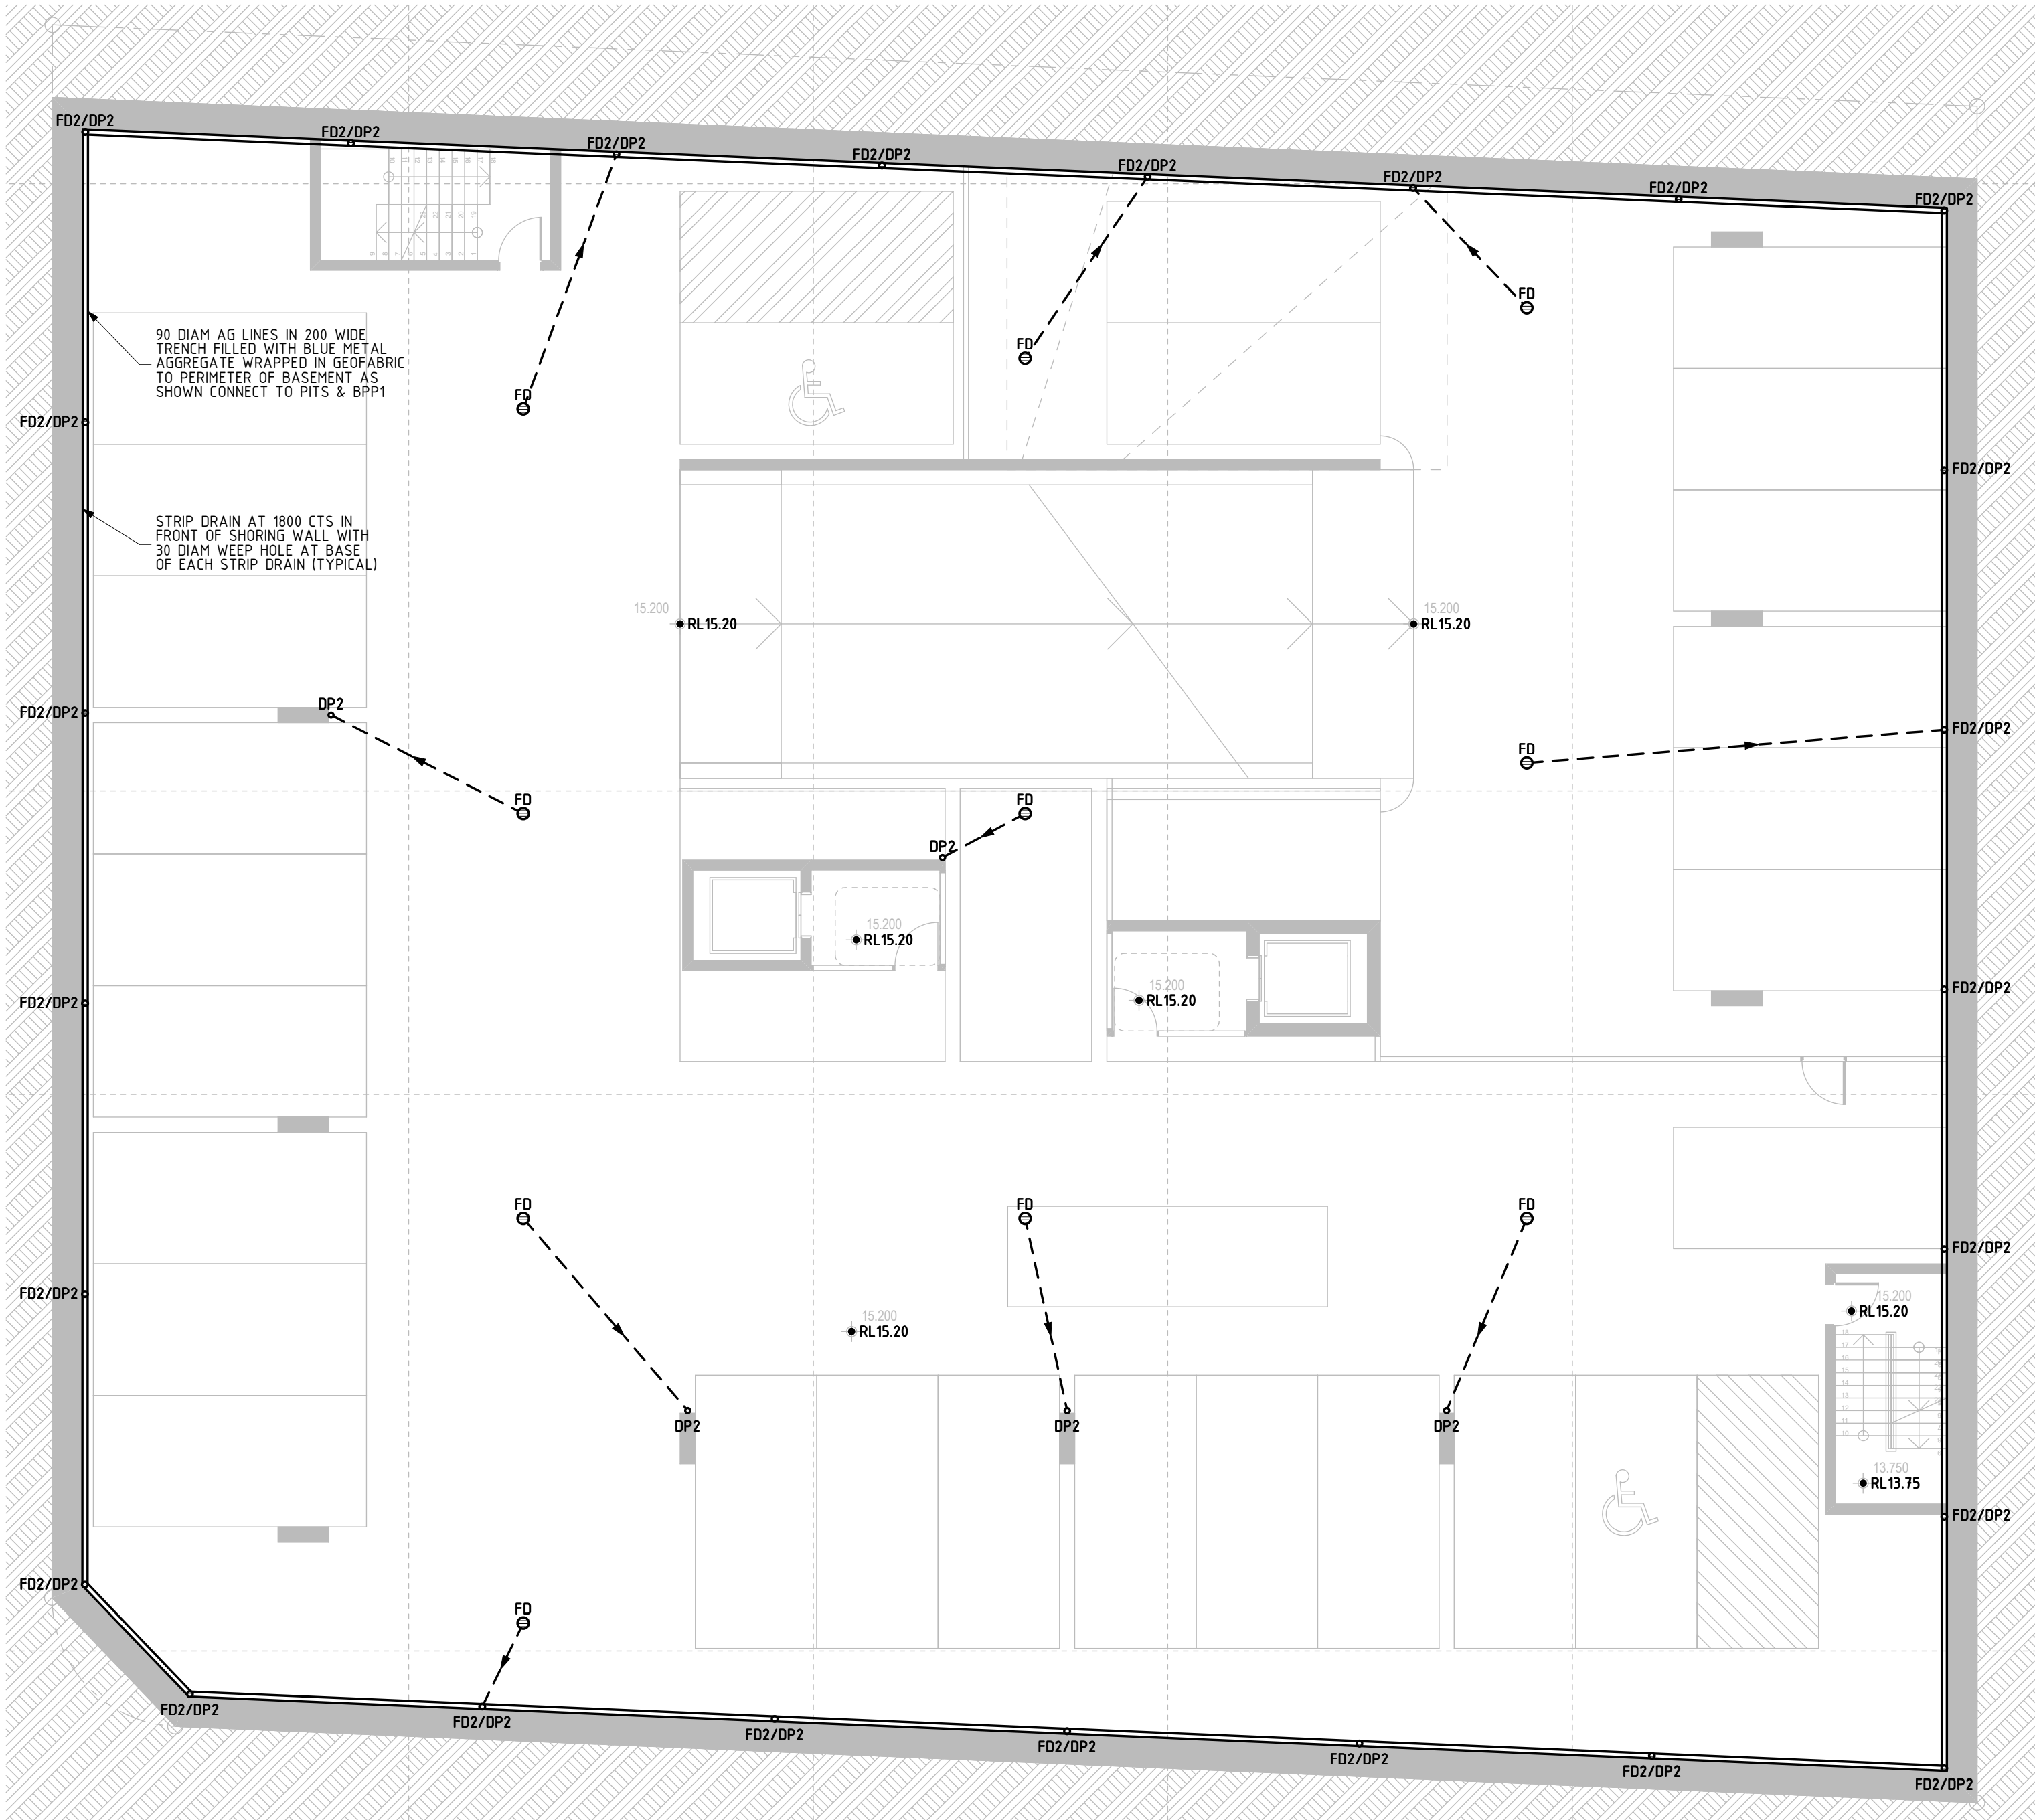 FD2/DP2
FD2/DP2
FD2/DP2
FD2/DP2
FD2/DP2
FD2/DP2
FD2/DP2
FD2/DP2
FD
FD
FD
90 DIAM AG LINES IN 200 WIDE
TRENCH FILLED WITH BLUE METAL
AGGREGATE WRAPPED IN GEOFABRIC
TO PERIMETER OF BASEMENT AS
SHOWN CONNECT TO PITS & BPP1
FD2/DP2
FD2/DP2
STRIP DRAIN AT 1800 CTS IN
FRONT OF SHORING WALL WITH
30 DIAM WEEP HOLE AT BASE
OF EACH STRIP DRAIN (TYPICAL)
15.200
RL15.20
15.200
RL15.20
DP2
FD2/DP2
FD2/DP2
FD
FD
FD
DP2
15.200
RL15.20
15.200
RL15.20
FD2/DP2
FD2/DP2
FD
FD
FD
FD2/DP2
FD2/DP2
15.200
RL15.20
15.200
RL15.20
DP2
DP2
DP2
13.750
RL13.75
FD2/DP2
FD2/DP2
FD
FD2/DP2
FD2/DP2
FD2/DP2
FD2/DP2
FD2/DP2
FD2/DP2
FD2/DP2